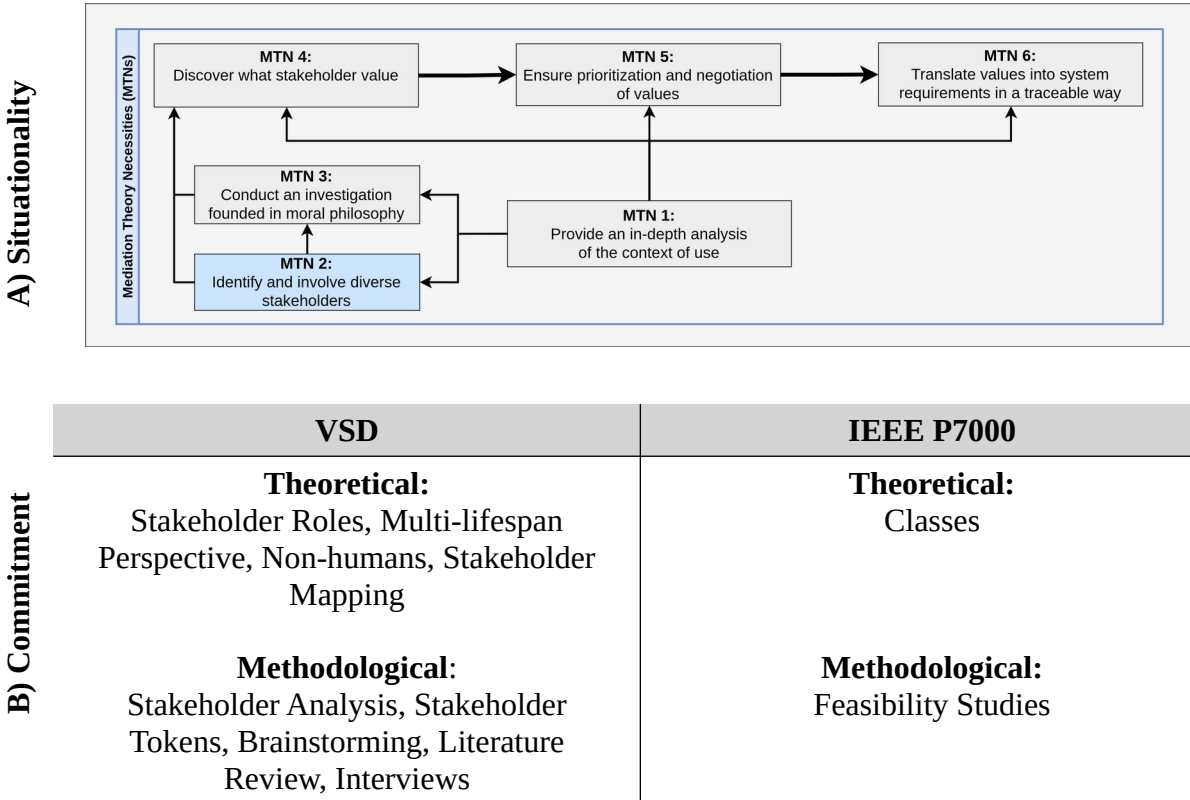 A) Situationality
Mediation Theory Necessities (MTNs)
MTN 4:
Discover what stakeholder value
MTN 5:
Ensure prioritization and negotiation
of values
MTN 6:
Translate values into system
requirements in a traceable way
MTN 3:
Conduct an investigation
founded in moral philosophy
MTN 1:
Provide an in-depth analysis
of the context of use
MTN 2:
Identify and involve diverse
stakeholders
B) Commitment
VSD
IEEE P7000
Theoretical:
Stakeholder Roles, Multi-lifespan
Perspective, Non-humans, Stakeholder
Mapping
Theoretical:
Classes
Methodological:
Stakeholder Analysis, Stakeholder
Tokens, Brainstorming, Literature
Review, Interviews
Methodological:
Feasibility Studies